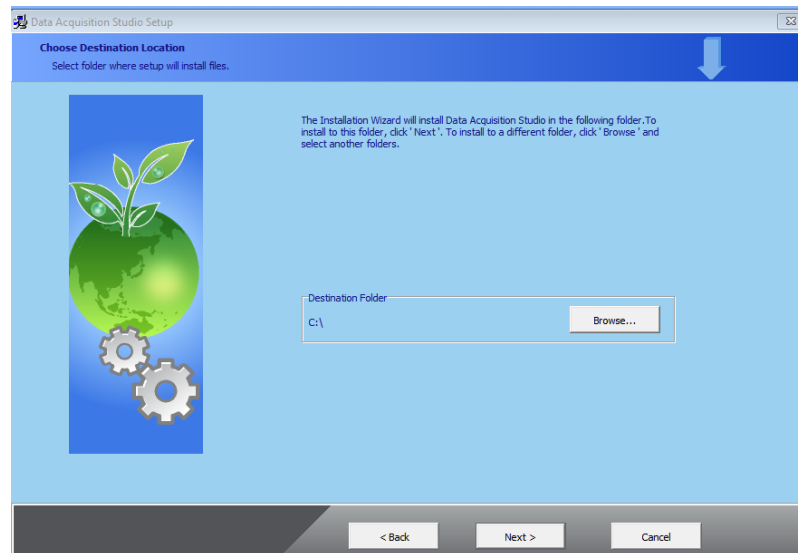 Data Acquisition Studio Setup
Choose Destination Location
Select folder where setup will install files.
The Installation Wizard will install Data Acquisition Studio in the following folder.To
install to this folder, click ' Next '. To install to a different folder, click ' Browse ' and
select another folders.
Destination Folder
C:\
Browse...
< Back
Next >
Cancel